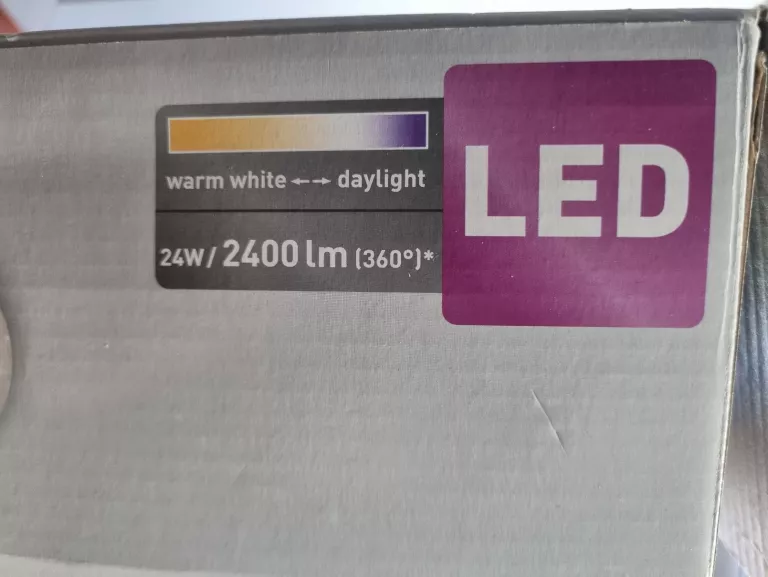 warm white ←→ daylight
24W/ 2400 lm (360°)*
LED